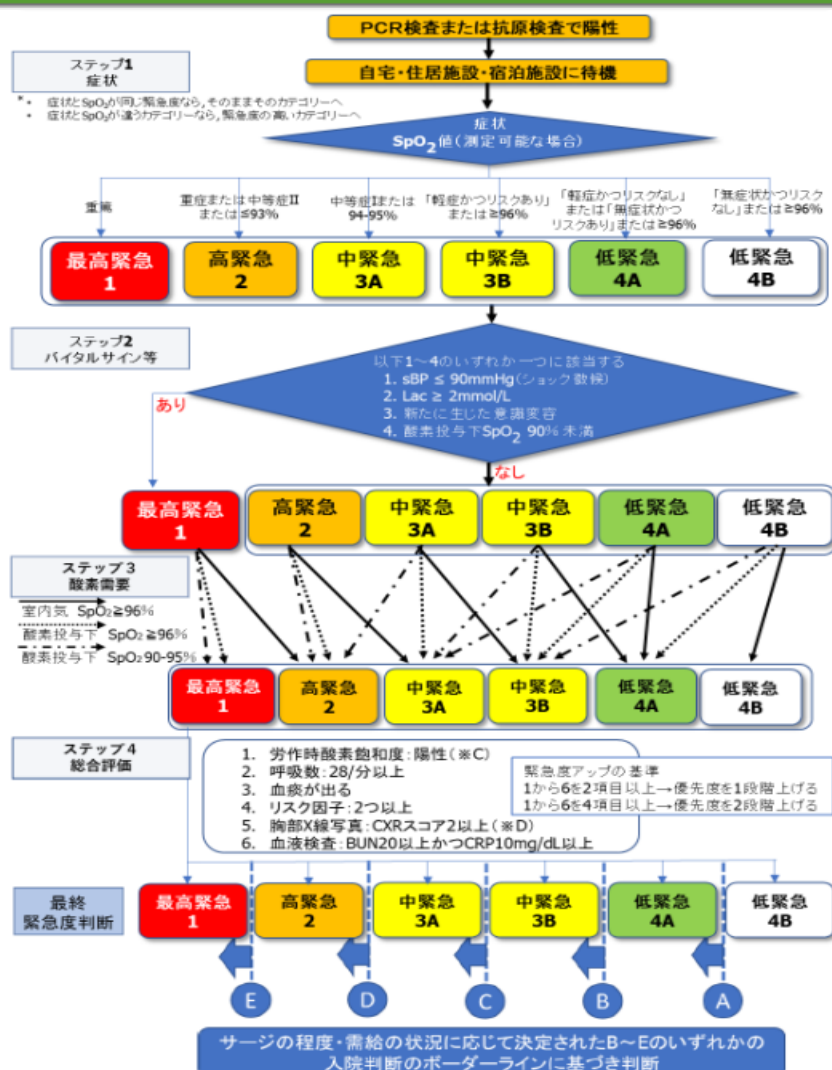 PCR検査または抗原検査で陽性
自宅・住居施設・宿泊施設に待機
ステップ1
症状
*・ 症状とSpO₂が同じ緊急度なら,そのままそのカテゴリーへ
・ 症状とSpO₂が違うカテゴリーなら,緊急度の高いカテゴリーへ
症状
SpO₂値(測定可能な場合)
重篤
重症または中等症II
または≦93%
中等症Iまたは
94-95%
「軽症かつリスクあり」
または≧96%
「軽症かつリスクなし」
または「無症状かつ
リスクあり」または≧96%
「無症状かつリスク
なし」または≧96%
最高緊急
1
高緊急
2
中緊急
3A
中緊急
3B
低緊急
4A
低緊急
4B
ステップ2
バイタルサイン等
以下1~4のいずれか一つに該当する
1. sBP ≤ 90mmHg(ショック徴候)
2. Lac ≥ 2mmol/L
3. 新たに生じた意識変容
4. 酸素投与下SpO₂ 90% 未満
あり
なし
最高緊急
1
高緊急
2
中緊急
3A
中緊急
3B
低緊急
4A
低緊急
4B
ステップ3
酸素需要
室内気 SpO₂≧96%
酸素投与下 SpO₂≧96%
酸素投与下 SpO₂90-95%
最高緊急
1
高緊急
2
中緊急
3A
中緊急
3B
低緊急
4A
低緊急
4B
ステップ4
総合評価
1. 労作時酸素飽和度:陽性(※C)
2. 呼吸数:28/分以上
3. 血痰が出る
4. リスク因子:2つ以上
5. 胸部X線写真:CXRスコア2以上(※D)
6. 血液検査:BUN20以上かつCRP10mg/dL以上
緊急度アップの基準
1から6を2項目以上→優先度を1段階上げる
1から6を4項目以上→優先度を2段階上げる
最終
緊急度判断
最高緊急
1
高緊急
2
中緊急
3A
中緊急
3B
低緊急
4A
低緊急
4B
E
D
C
B
A
サージの程度・需給の状況に応じて決定されたB~Eのいずれかの
入院判断のボーダーラインに基づき判断